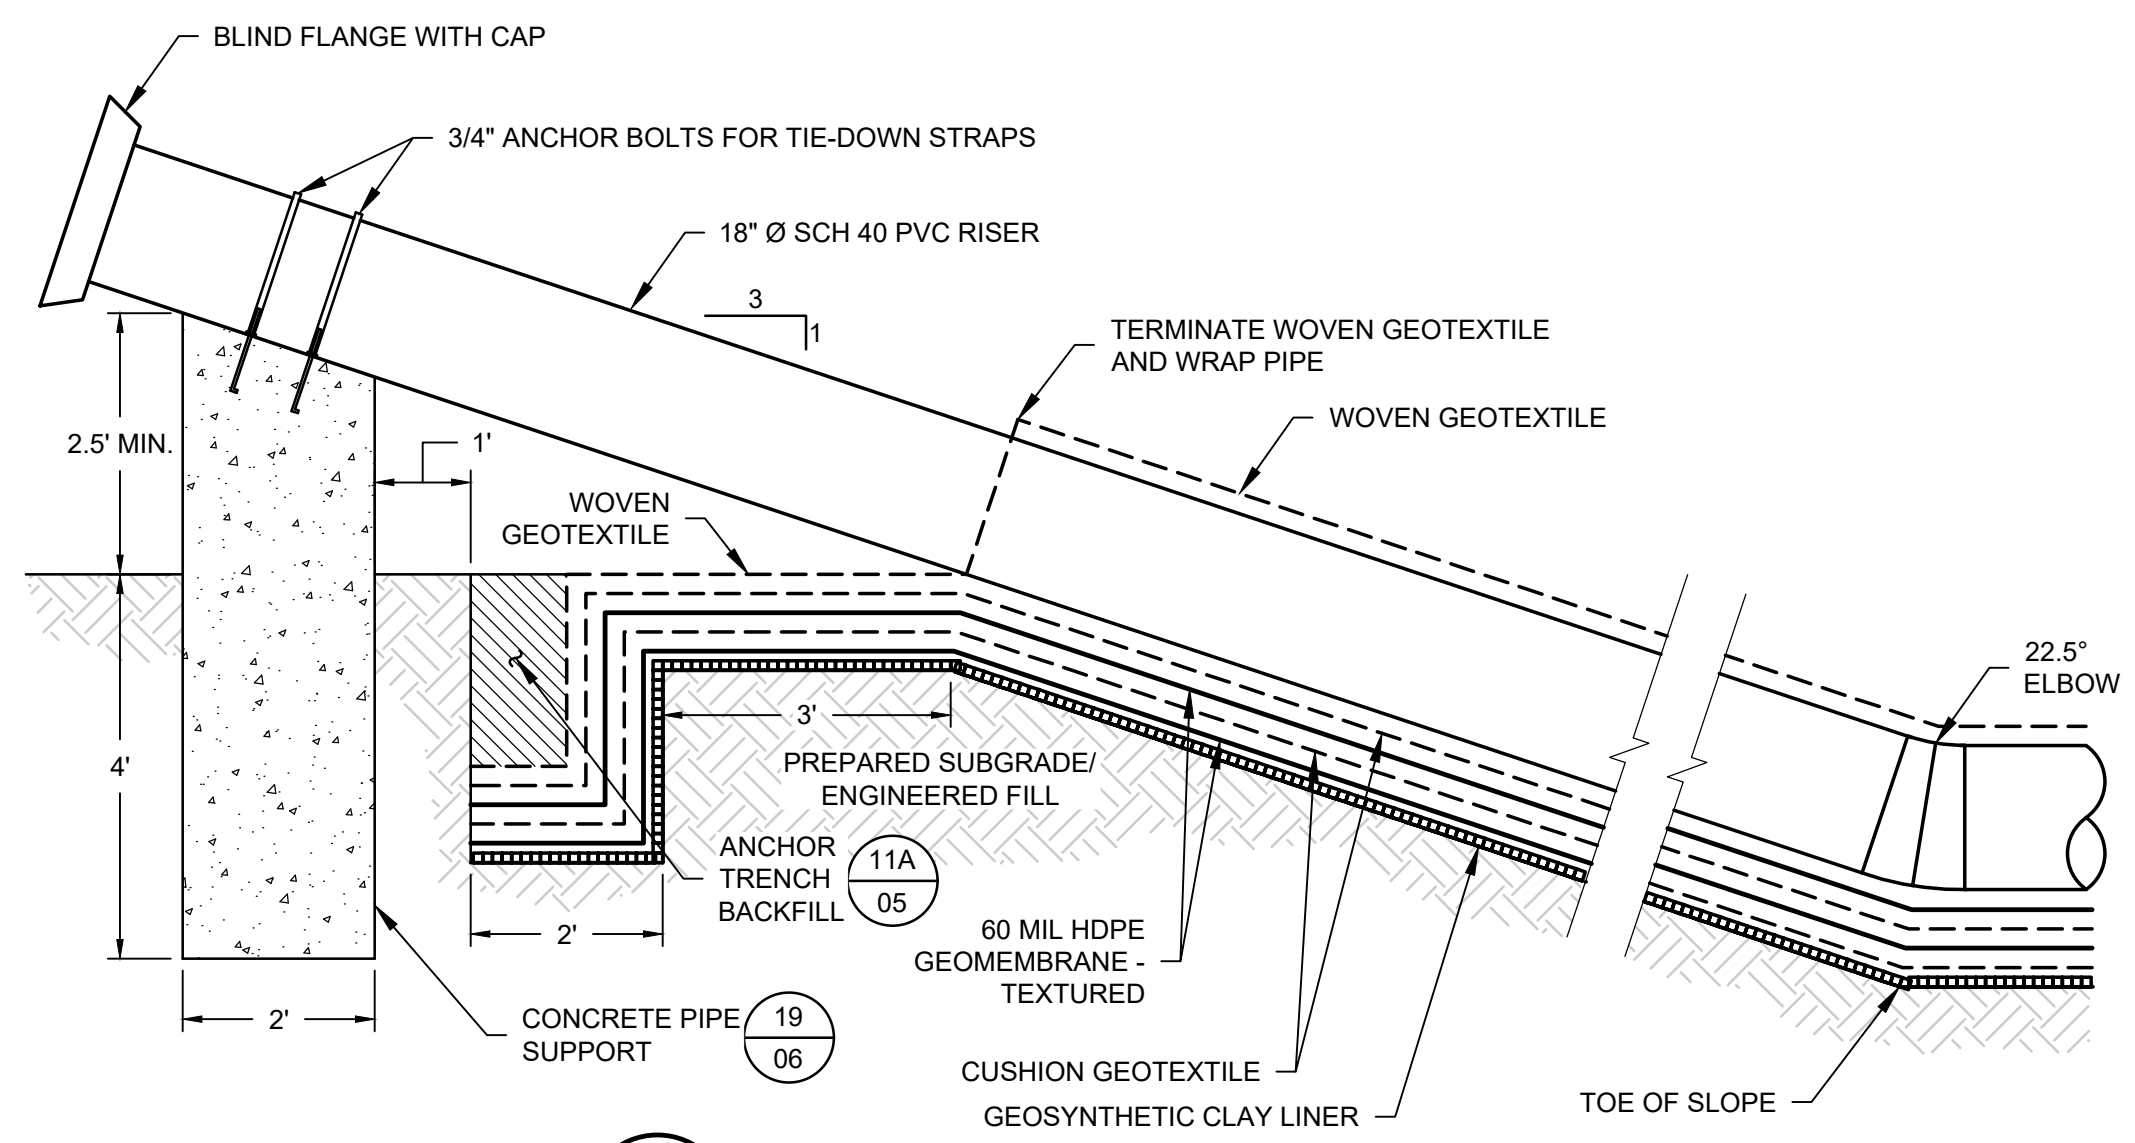 BLIND FLANGE WITH CAP
3/4" ANCHOR BOLTS FOR TIE-DOWN STRAPS
18" Ø SCH 40 PVC RISER
3
1
TERMINATE WOVEN GEOTEXTILE
AND WRAP PIPE
WOVEN GEOTEXTILE
2.5' MIN.
1'
WOVEN
GEOTEXTILE
22.5°
ELBOW
3'
4'
PREPARED SUBGRADE/
ENGINEERED FILL
ANCHOR
TRENCH
BACKFILL
11A
05
2'
60 MIL HDPE
GEOMEMBRANE -
TEXTURED
2'
CONCRETE PIPE
SUPPORT
19
06
CUSHION GEOTEXTILE
GEOSYNTHETIC CLAY LINER
TOE OF SLOPE